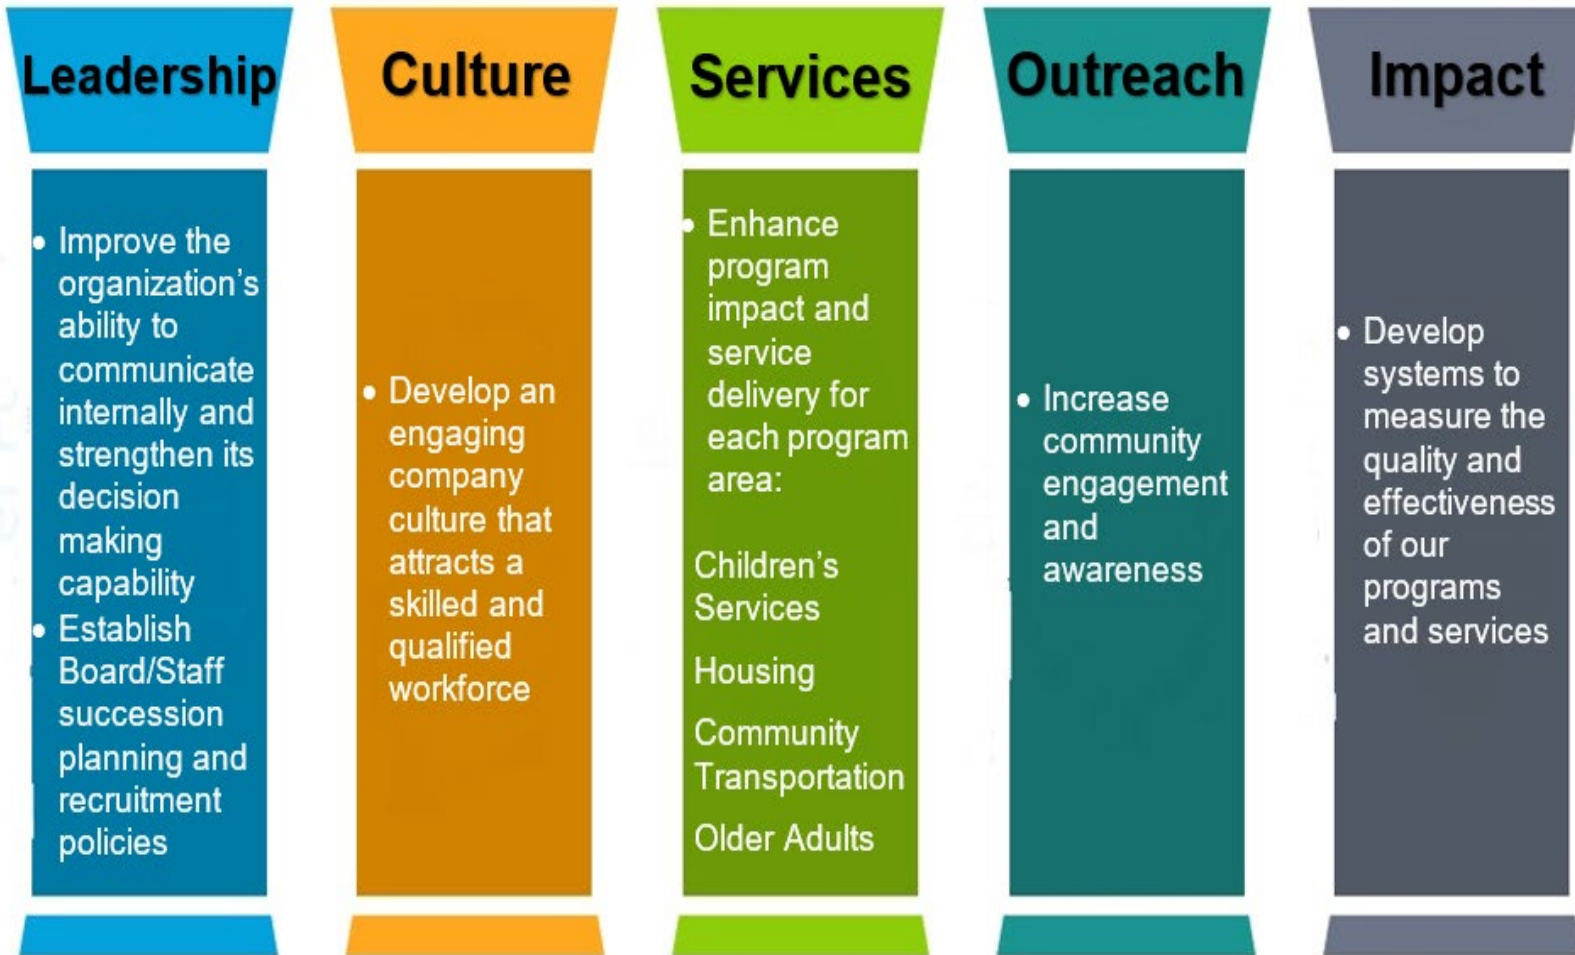 Leadership
• Improve the
organization’s
ability to
communicate
internally and
strengthen its
decision
making
capability
• Establish
Board/Staff
succession
planning and
recruitment
policies
Culture
• Develop an
engaging
company
culture that
attracts a
skilled and
qualified
workforce
Services
• Enhance
program
impact and
service
delivery for
each program
area:
Children’s
Services
Housing
Community
Transportation
Older Adults
Outreach
• Increase
community
engagement
and
awareness
Impact
• Develop
systems to
measure the
quality and
effectiveness
of our
programs
and services